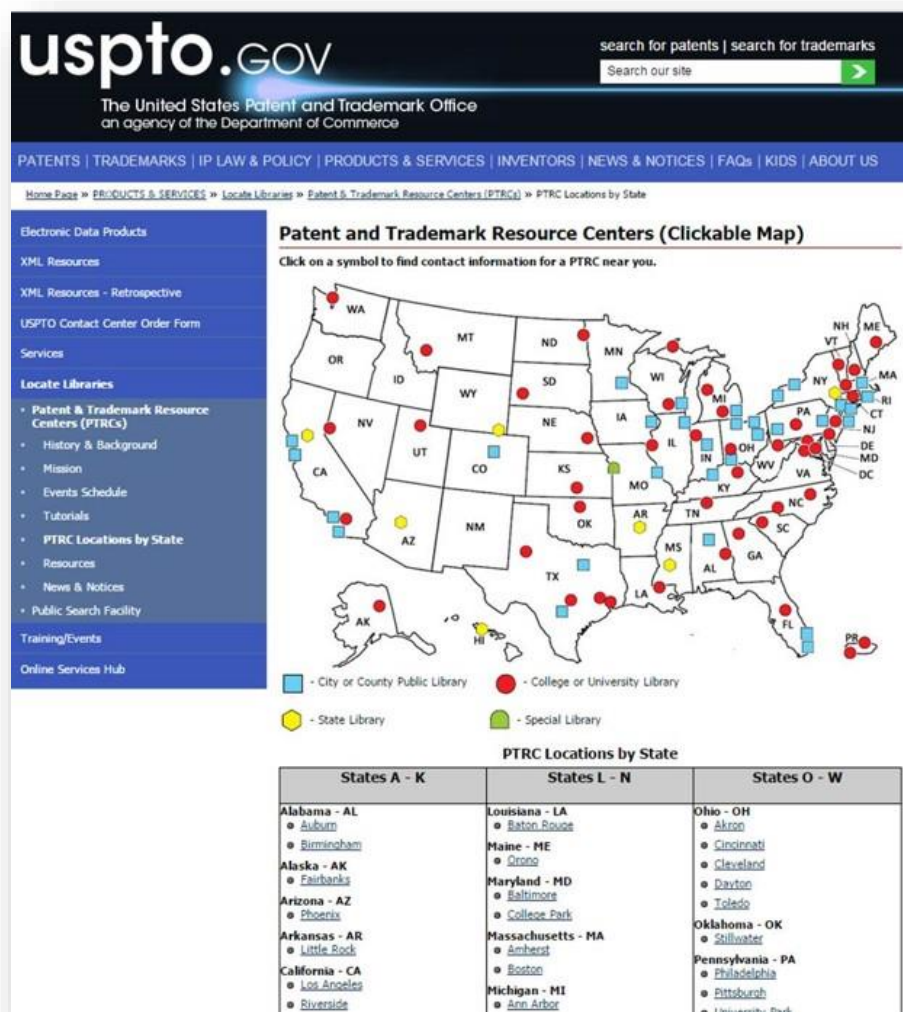 uspto.GOV
The United States Patent and Trademark Office
an agency of the Department of Commerce
search for patents | search for trademarks
Search our site
PATENTS | TRADEMARKS | IP LAW & POLICY | PRODUCTS & SERVICES | INVENTORS | NEWS & NOTICES | FAQs | KIDS | ABOUT US
Home Page » PRODUCTS & SERVICES » Locate Libraries » Patent & Trademark Resource Centers (PTRCs) » PTRC Locations by State
Electronic Data Products
XML Resources
XML Resources - Retrospective
USPTO Contact Center Order Form
Services
Locate Libraries
Patent & Trademark Resource
Centers (PTRCs)
History & Background
Mission
Events Schedule
Tutorials
PTRC Locations by State
Resources
News & Notices
Public Search Facility
Training/Events
Online Services Hub
Patent and Trademark Resource Centers (Clickable Map)
Click on a symbol to find contact information for a PTRC near you.
WA
MT
ND
MN
OR
ID
SD
WI
MI
NH
ME
VT
NY
MA
RI
CT
NJ
DE
MD
DC
WY
NE
IA
PA
NV
UT
CO
KS
MO
IL
IN
OH
WV
VA
KY
CA
AZ
NM
OK
AR
TN
NC
SC
TX
LA
MS
AL
GA
FL
AK
HI
PR
- City or County Public Library
- College or University Library
- State Library
- Special Library
PTRC Locations by State
States A - K
States L - N
States O - W
Alabama - AL
Auburn
Birmingham
Alaska - AK
Fairbanks
Arizona - AZ
Phoenix
Arkansas - AR
Little Rock
California - CA
Los Angeles
Riverside
Louisiana - LA
Baton Rouge
Maine - ME
Orono
Maryland - MD
Baltimore
College Park
Massachusetts - MA
Amherst
Boston
Michigan - MI
Ann Arbor
Ohio - OH
Akron
Cincinnati
Cleveland
Dayton
Toledo
Oklahoma - OK
Stillwater
Pennsylvania - PA
Philadelphia
Pittsburgh
University Park